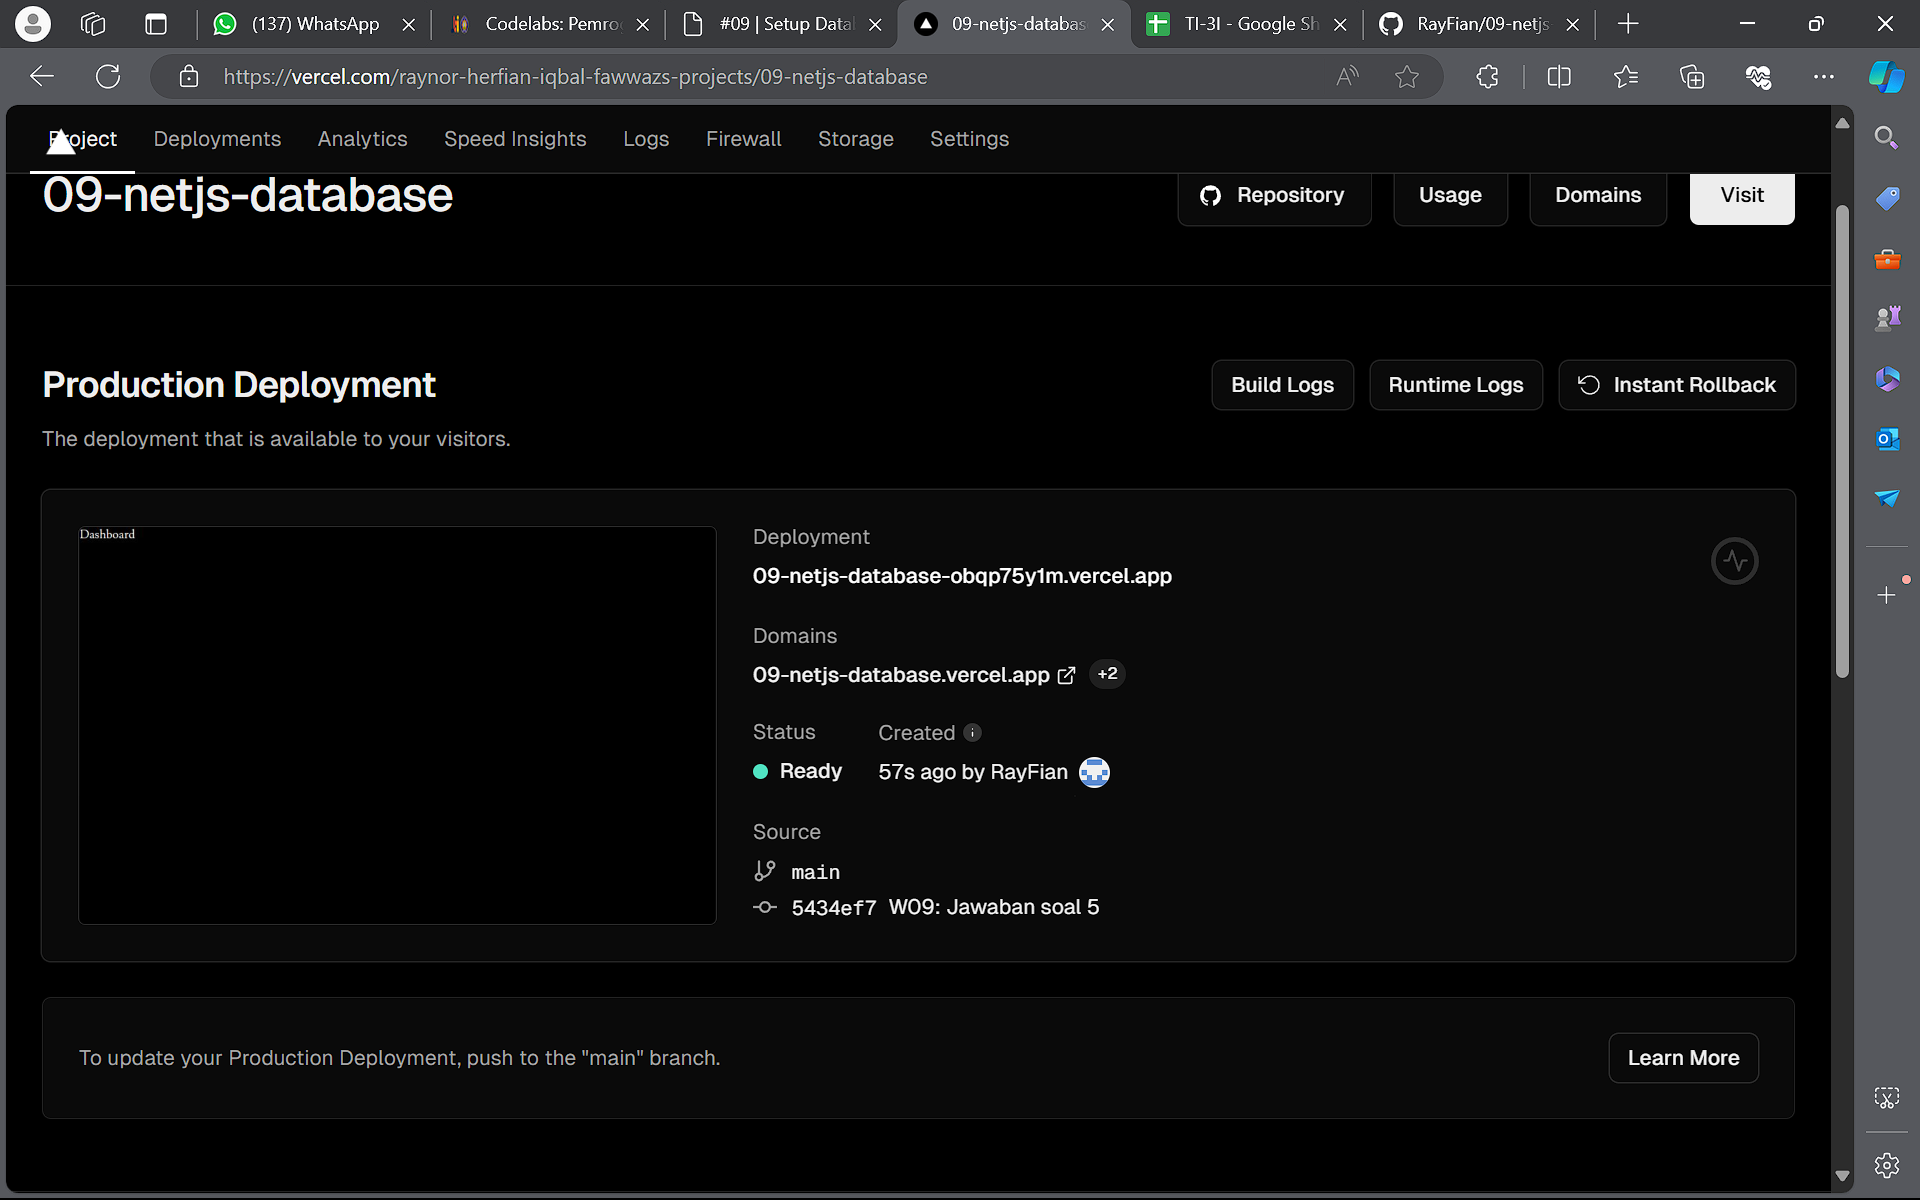 (137) WhatsApp
Codelabs: Pemro
#09 | Setup Data
09-netjs-databas
TI-3I - Google Sh
RayFian/09-netjs-
https://vercel.com/raynor-herfian-iqbal-fawwazs-projects/09-netjs-database
Project Deployments Analytics Speed Insights Logs Firewall Storage Settings
09-netjs-database
Repository Usage Domains Visit
Production Deployment
Build Logs Runtime Logs Instant Rollback
The deployment that is available to your visitors.
Dashboard
Deployment
09-netjs-database-obqp75y1m.vercel.app
Domains
09-netjs-database.vercel.app +2
Status Created
Ready 57s ago by RayFian
Source
main
5434ef7 W09: Jawaban soal 5
To update your Production Deployment, push to the "main" branch.
Learn More